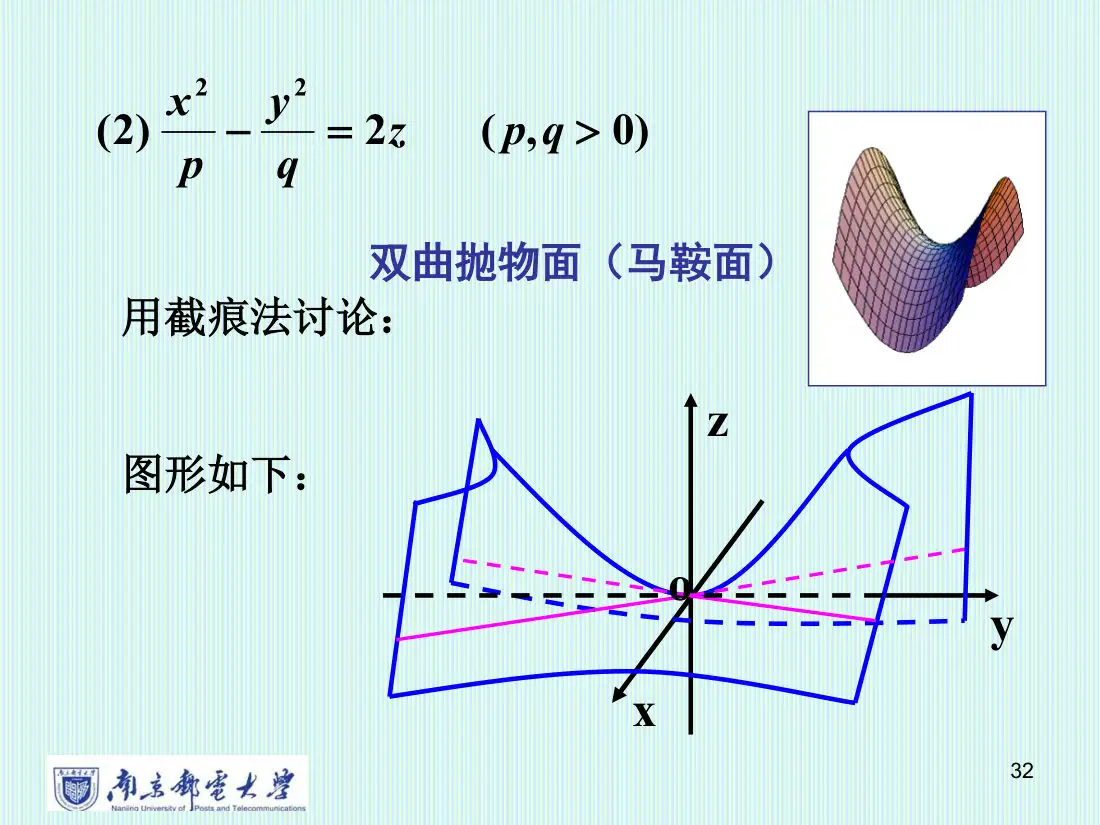 (2) x²/p − y²/q = 2z (p, q > 0)
双曲抛物面（马鞍面）
用截痕法讨论：
图形如下：
z
o
y
x
南京邮电大学
Nanjing University of Posts and Telecommunications
32